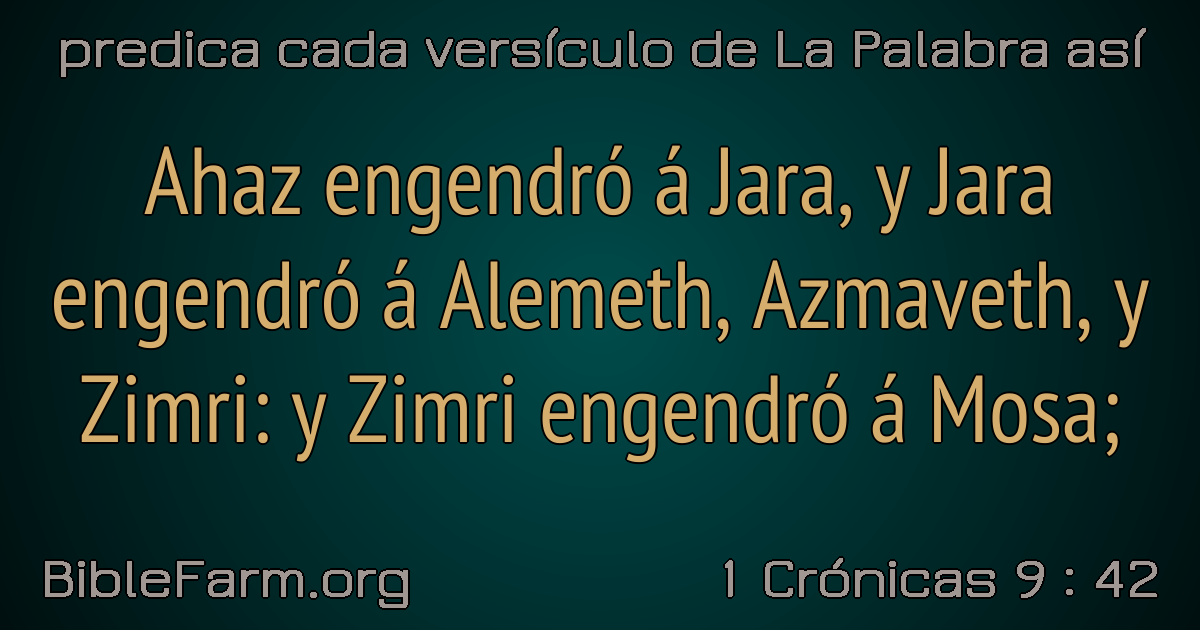 predica cada versículo de La Palabra así
Ahaz engendró á Jara, y Jara
engendró á Alemeth, Azmaveth, y
Zimri: y Zimri engendró á Mosa;
BibleFarm.org
1 Crónicas 9 : 42